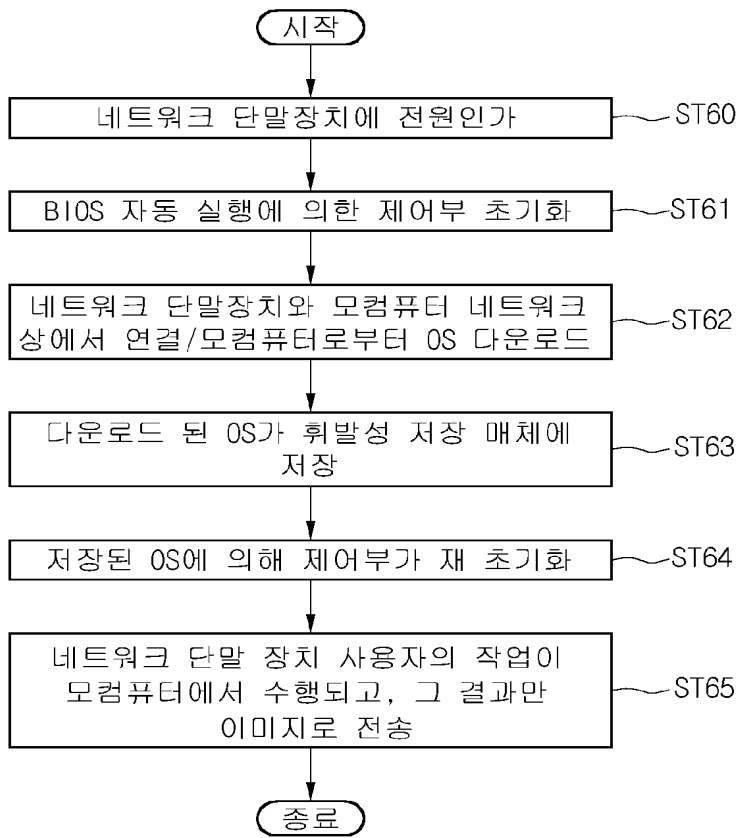 시작
네트워크 단말장치에 전원인가
ST60
BIOS 자동 실행에 의한 제어부 초기화
ST61
네트워크 단말장치와 모컴퓨터 네트워크
상에서 연결/모컴퓨터로부터 OS 다운로드
ST62
다운로드 된 OS가 휘발성 저장 매체에
저장
ST63
저장된 OS에 의해 제어부가 재 초기화
ST64
네트워크 단말 장치 사용자의 작업이
모컴퓨터에서 수행되고, 그 결과만
이미지로 전송
ST65
종료